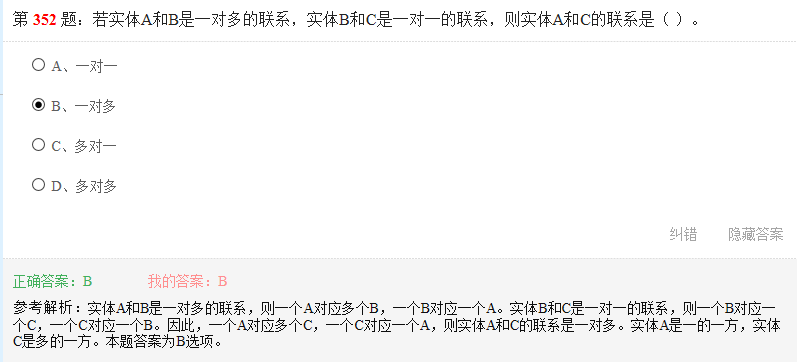 第 352 题：若实体A和B是一对多的联系，实体B和C是一对一的联系，则实体A和C的联系是（ ）。
A、一对一
B、一对多
C、多对一
D、多对多
纠错 隐藏答案
正确答案：B 我的答案：B
参考解析：实体A和B是一对多的联系，则一个A对应多个B，一个B对应一个A。实体B和C是一对一的联系，则一个B对应一
个C，一个C对应一个B。因此，一个A对应多个C，一个C对应一个A，则实体A和C的联系是一对多。实体A是一的一方，实体
C是多的一方。本题答案为B选项。